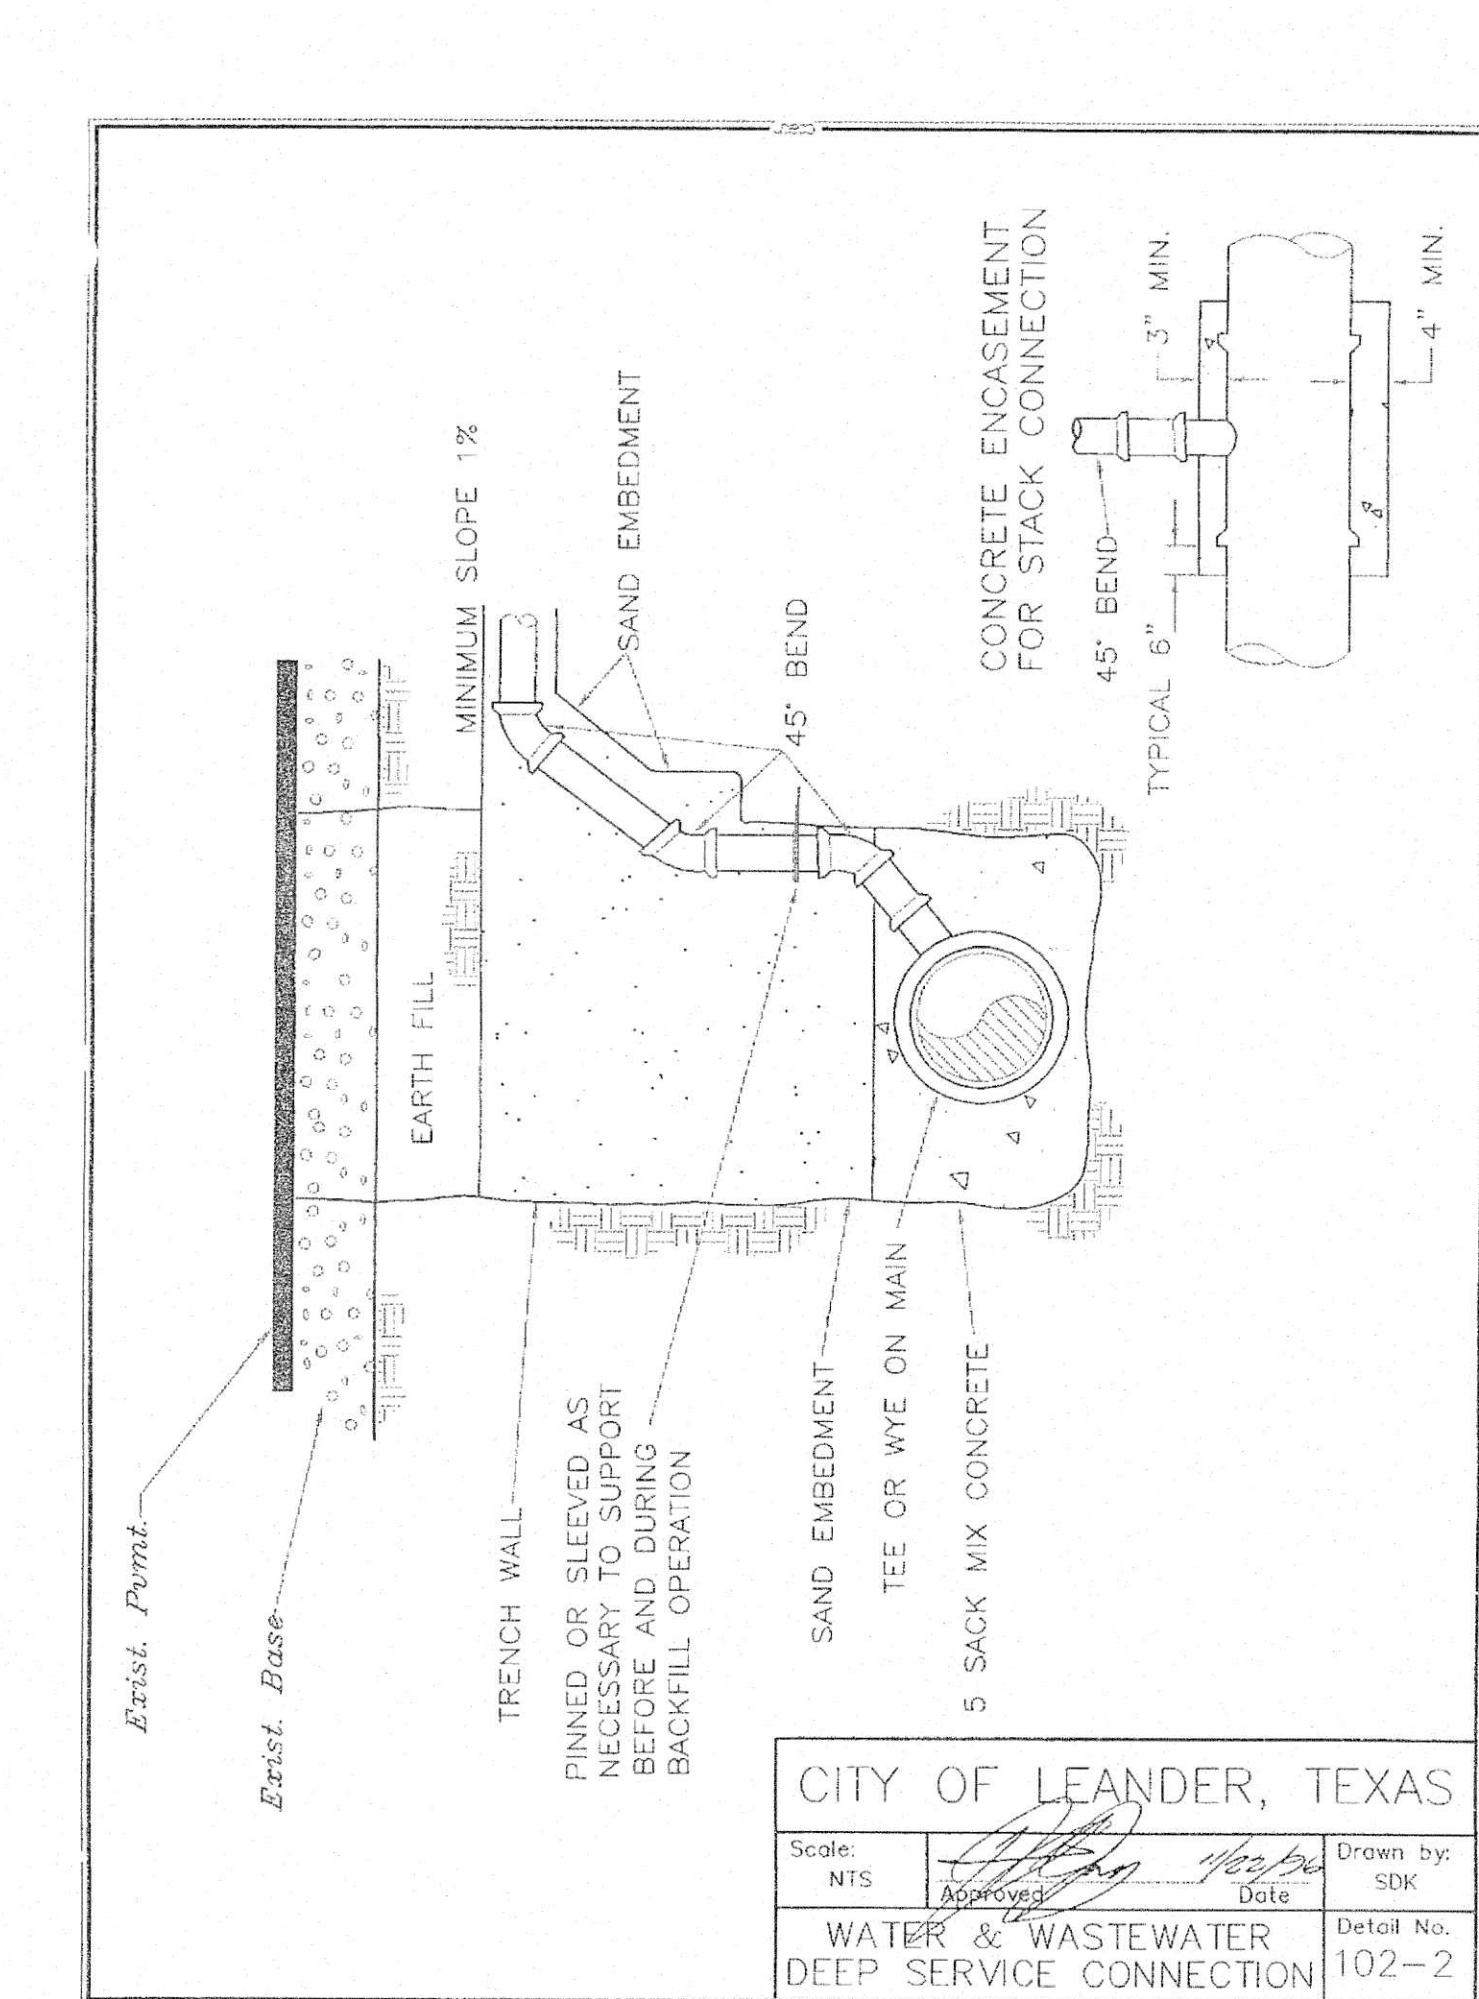 Exist. Pvmt.
Exist. Base
EARTH FILL
MINIMUM SLOPE 1%
TRENCH WALL
SAND EMBEDMENT
PINNED OR SLEEVED AS
NECESSARY TO SUPPORT
BEFORE AND DURING
BACKFILL OPERATION
45° BEND
SAND EMBEDMENT
TEE OR WYE ON MAIN
5 SACK MIX CONCRETE
CONCRETE ENCASEMENT
FOR STACK CONNECTION
45° BEND
TYPICAL 6"
3" MIN.
4" MIN.
CITY OF LEANDER, TEXAS
Scale:
NTS
Approved
11/22/96
Date
Drawn by:
SDK
WATER & WASTEWATER
DEEP SERVICE CONNECTION
Detail No.
102-2